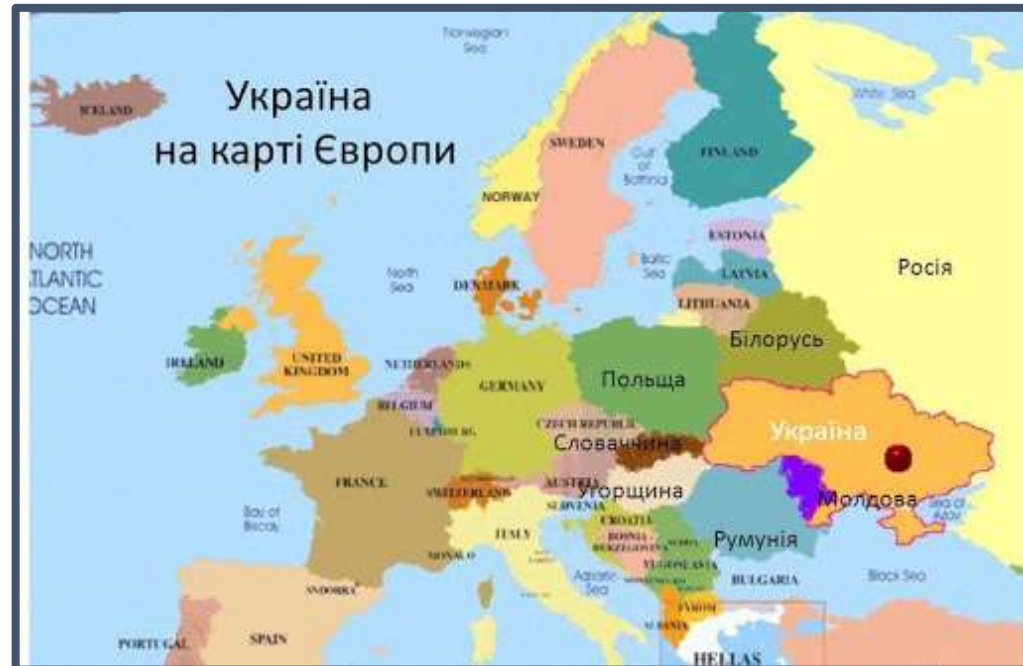 Norwegian
Sea
Україна
на карті Європи
ICELAND
White Sea
SWEDEN
FINLAND
Gulf
of
Bothnia
NORWAY
ESTONIA
NORTH
ATLANTIC
OCEAN
North
Sea
Baltic
Sea
Росія
DENMARK
LATVIA
LITHUANIA
Білорусь
IRELAND
UNITED
KINGDOM
NETHERLANDS
GERMANY
Польща
BELGIUM
LUXEMBOURG
CZECH REPUBLIC
Словаччина
Україна
FRANCE
SWITZERLAND
AUSTRIA
Угорщина
SLOVENIA
Молдова
Sea of
Azov
Bay of
Biscay
CROATIA
BOSNIA
HERZEGOVINA
ITALY
Румунія
MONACO
YUGOSLAVIA
Adriatic
Sea
BULGARIA
Black Sea
ANDORRA
FYROM
ALBANIA
PORTUGAL
SPAIN
HELLAS